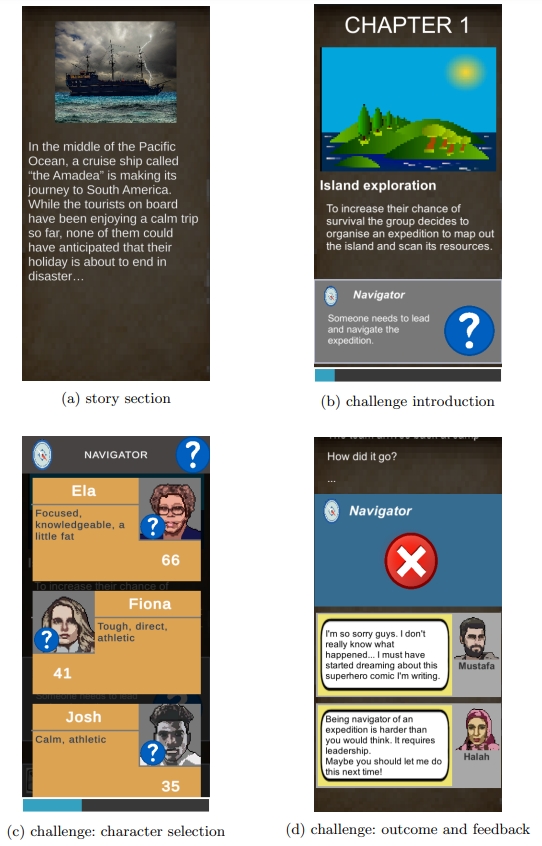 In the middle of the Pacific
Ocean, a cruise ship called
“the Amadea” is making its
journey to South America.
While the tourists on board
have been enjoying a calm trip
so far, none of them could
have anticipated that their
holiday is about to end in
disaster…
(a) story section
CHAPTER 1
Island exploration
To increase their chance of
survival the group decides to
organise an expedition to map out
the island and scan its resources.
Navigator
Someone needs to lead
and navigate the
expedition.
?
(b) challenge introduction
NAVIGATOR
?
Ela
Focused,
knowledgeable, a
little fat
?
66
To increase their chance of
Fiona
Tough, direct,
athletic
?
41
Someone needs to lead
Josh
Calm, athletic
?
35
(c) challenge: character selection
How did it go?
...
Navigator
I'm so sorry guys. I don't
really know what
happened... I must have
started dreaming about this
superhero comic I'm writing.
Mustafa
Being navigator of an
expedition is harder than
you would think. It requires
leadership.
Maybe you should let me do
this next time!
Halah
(d) challenge: outcome and feedback